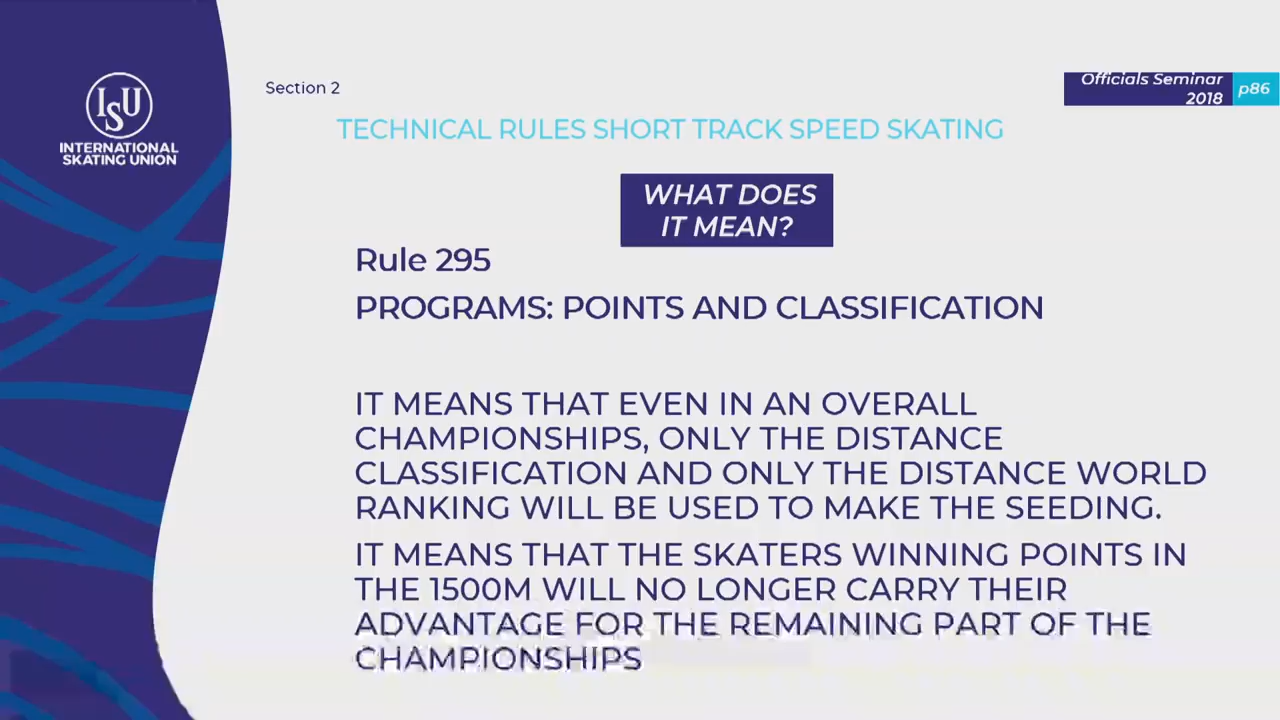 ISU
INTERNATIONAL
SKATING UNION
Section 2
Officials Seminar
2018
p86
TECHNICAL RULES SHORT TRACK SPEED SKATING
WHAT DOES
IT MEAN?
Rule 295
PROGRAMS: POINTS AND CLASSIFICATION
IT MEANS THAT EVEN IN AN OVERALL
CHAMPIONSHIPS, ONLY THE DISTANCE
CLASSIFICATION AND ONLY THE DISTANCE WORLD
RANKING WILL BE USED TO MAKE THE SEEDING.
IT MEANS THAT THE SKATERS WINNING POINTS IN
THE 1500M WILL NO LONGER CARRY THEIR
ADVANTAGE FOR THE REMAINING PART OF THE
CHAMPIONSHIPS